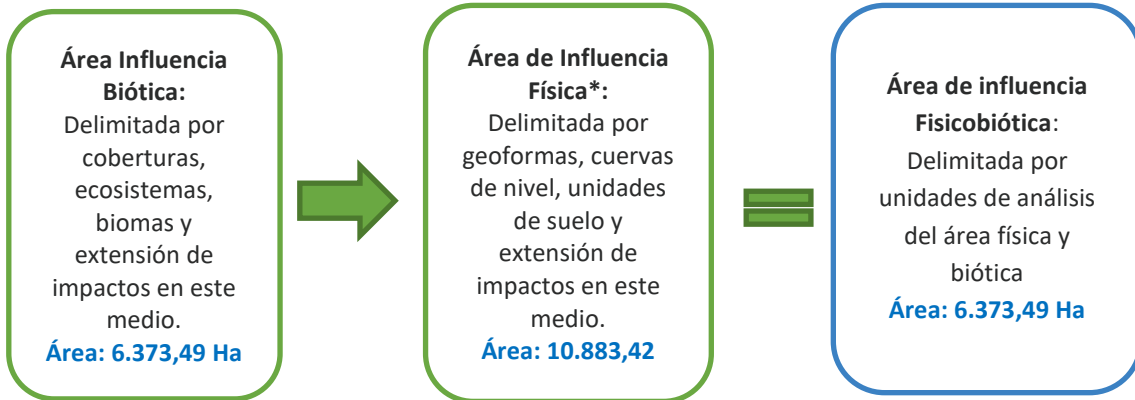 Área Influencia
Biótica:
Delimitada por
coberturas,
ecosistemas,
biomas y
extensión de
impactos en este
medio.
Área: 6.373,49 Ha
Área de Influencia
Física*:
Delimitada por
geoformas, cuervas
de nivel, unidades
de suelo y
extensión de
impactos en este
medio.
Área: 10.883,42
Área de influencia
Fisicobiótica:
Delimitada por
unidades de análisis
del área física y
biótica
Área: 6.373,49 Ha